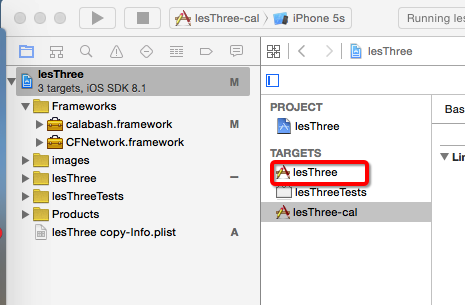 lesThree-cal iPhone 5s
Running les
lesThree
3 targets, iOS SDK 8.1
M
Frameworks
calabash.framework
M
CFNetwork.framework
images
lesThree
lesThreeTests
Products
lesThree copy-Info.plist
A
lesThree
PROJECT
lesThree
TARGETS
lesThree
lesThreeTests
lesThree-cal
Bas
Lin